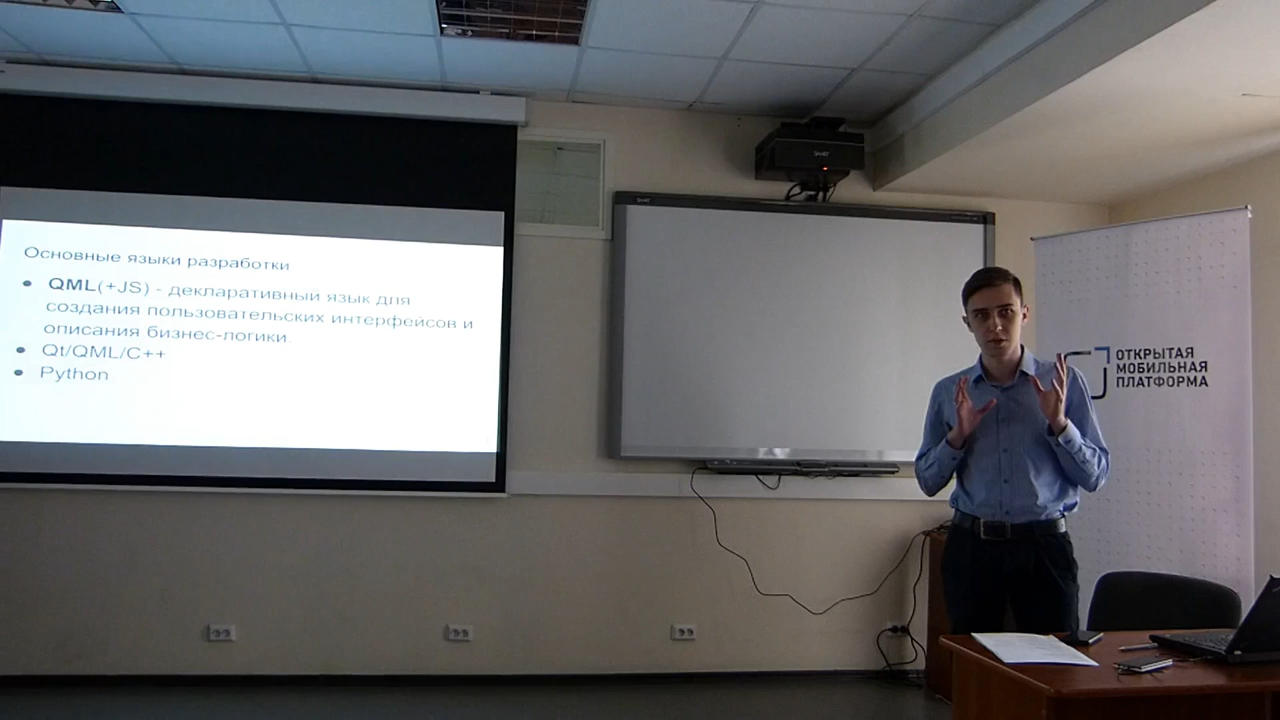 Основные языки разработки
• QML(+JS) - декларативный язык для
создания пользовательских интерфейсов и
описания бизнес-логики.
• Qt/QML/C++
• Python
SMART
ОТКРЫТАЯ
МОБИЛЬНАЯ
ПЛАТФОРМА